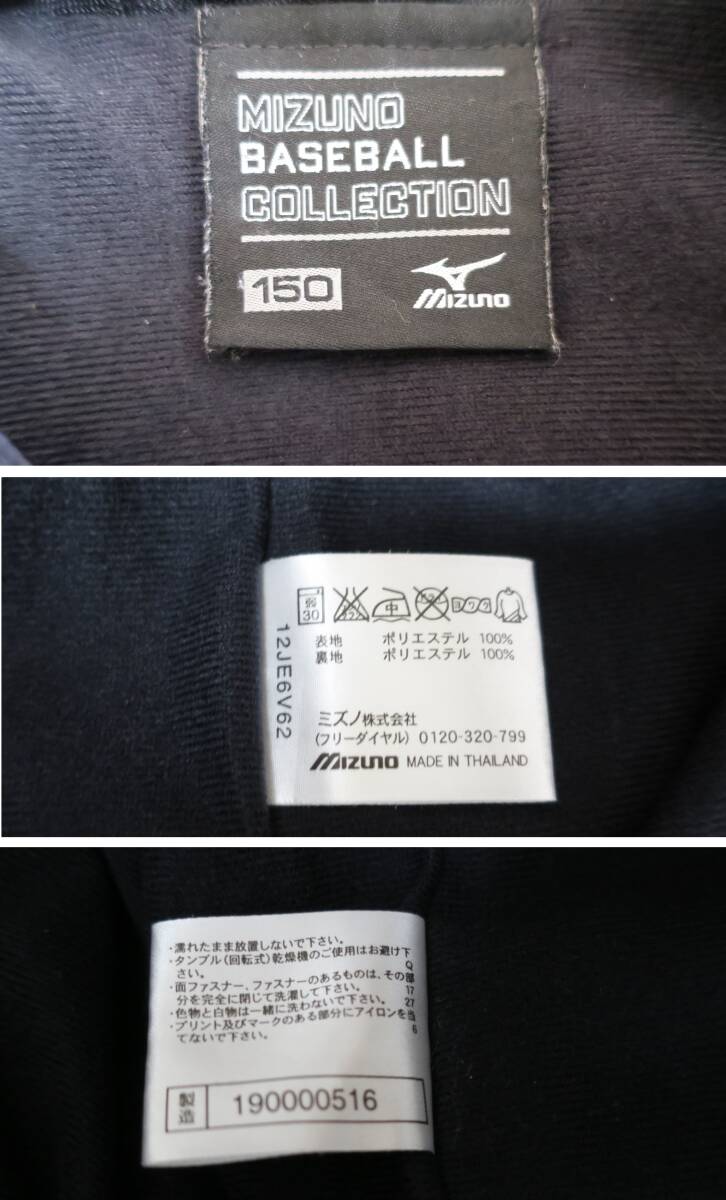 MIZUNO
BASEBALL
COLLECTION
150
MIZUNO
弱
30
中
ヨワク
12JE6V62
表地 ポリエステル 100%
裏地 ポリエステル 100%
ミズノ株式会社
(フリーダイヤル) 0120-320-799
MIZUNO MADE IN THAILAND
・濡れたまま放置しないで下さい。
・タンブル(回転式)乾燥機のご使用はお避け下
さい。
・面ファスナー、ファスナーのあるものは、その部
分を完全に閉じて洗濯して下さい。
・色物と白物は一緒に洗わないで下さい。
・プリント及びマークのある部分にアイロンを当
てないで下さい。
Q
17
27
6
製造 190000516